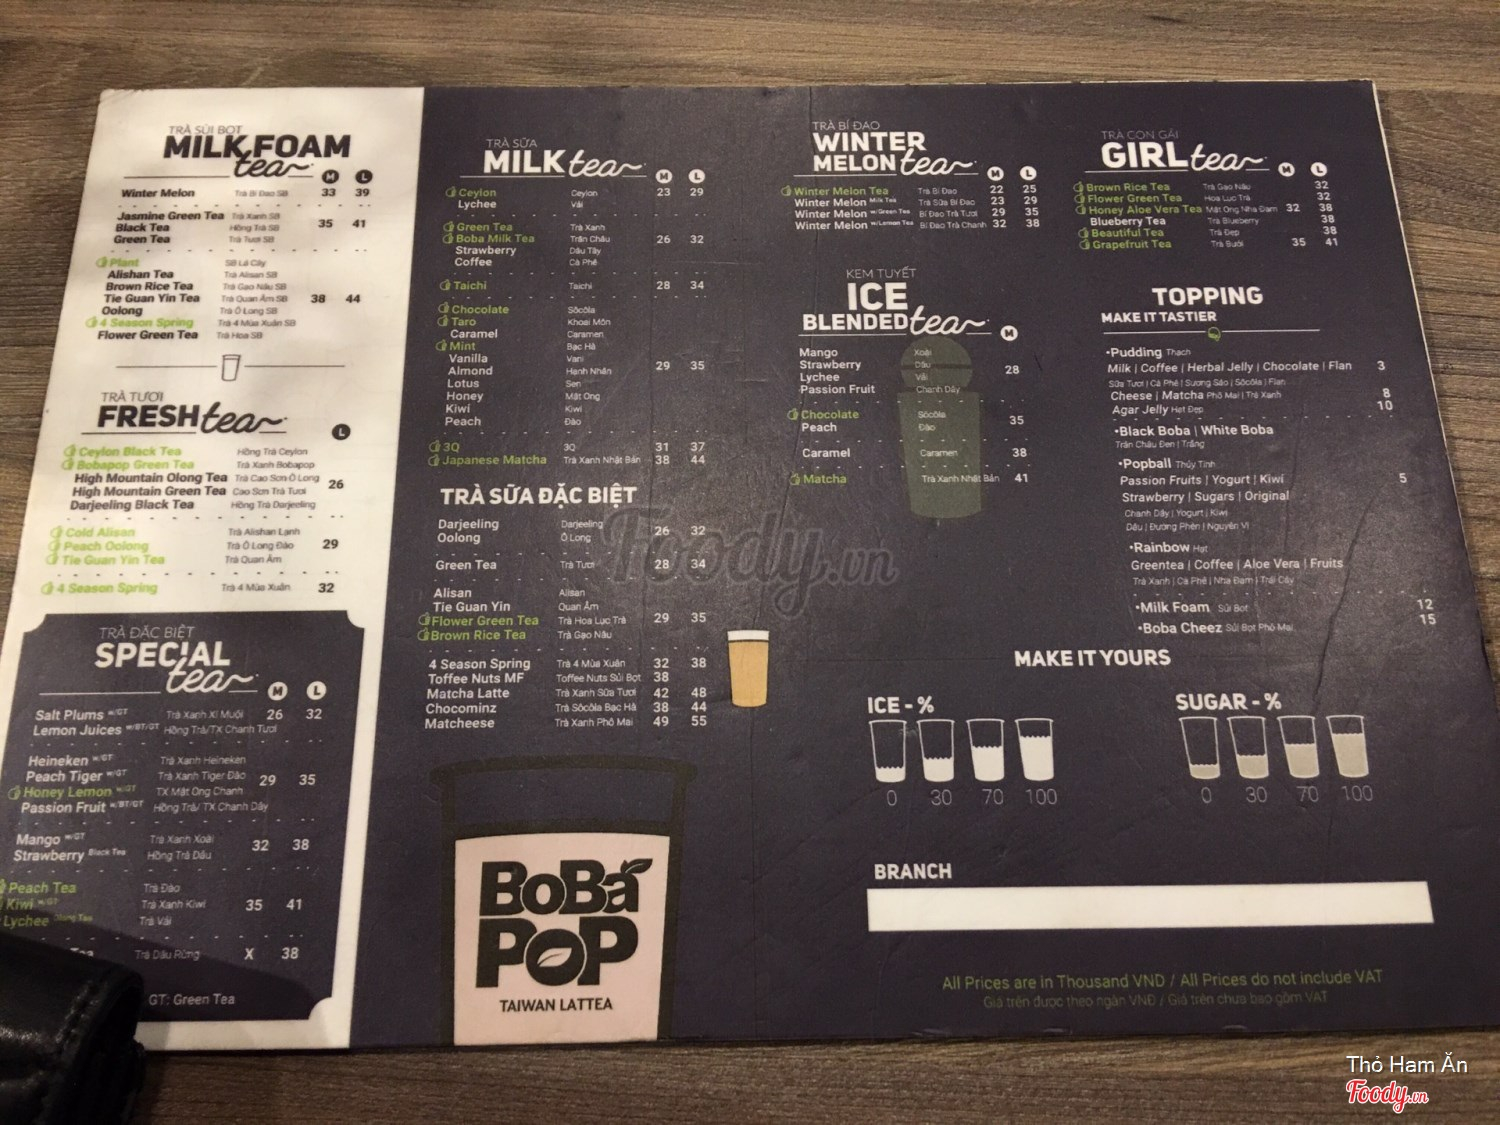 TRÀ SỦI BỌT
MILK FOAM
tea
M L
Winter Melon Trà Bí Đao SB 33 39
Jasmine Green Tea Trà Xanh SB
Black Tea Hồng Trà SB 35 41
Green Tea Trà Tươi SB
Plant SB Lá Cây
Alishan Tea Trà Alisan SB
Brown Rice Tea Trà Gạo Nâu SB
Tie Guan Yin Tea Trà Quan Âm SB 38 44
Oolong Trà Ô Long SB
4 Season Spring Trà 4 Mùa Xuân SB
Flower Green Tea Trà Hoa SB
TRÀ TƯƠI
FRESH tea
L
Ceylon Black Tea Hồng Trà Ceylon
Bobapop Green Tea Trà Xanh Bobapop
High Mountain Olong Tea Trà Cao Sơn Ô Long 26
High Mountain Green Tea Cao Sơn Trà Tươi
Darjeeling Black Tea Hồng Trà Darjeeling
Cold Alisan Trà Alishan Lạnh
Peach Oolong Trà Ô Long Đào 29
Tie Guan Yin Tea Trà Quan Âm
4 Season Spring Trà 4 Mùa Xuân 32
TRÀ ĐẶC BIỆT
SPECIAL
tea
M L
Salt Plums w/GT Trà Xanh Xí Muội 26 32
Lemon Juices w/BT/GT Hồng Trà/TX Chanh Tươi
Heineken w/GT Trà Xanh Heineken
Peach Tiger w/GT Trà Xanh Tiger Đào 29 35
Honey Lemon w/GT TX Mật Ong Chanh
Passion Fruit w/BT/GT Hồng Trà/ TX Chanh Dây
Mango w/GT Trà Xanh Xoài 32 38
Strawberry Black Tea Hồng Trà Dâu
Peach Tea Trà Đào
Kiwi w/GT Trà Xanh Kiwi 35 41
Lychee Trà Vải
Trà Dâu Rừng X 38
GT: Green Tea
TRÀ SỮA
MILK tea
M L
Ceylon Ceylon 23 29
Lychee Vải
Green Tea Trà Xanh
Boba Milk Tea Trân Châu 26 32
Strawberry Dâu Tây
Coffee Cà Phê
Taichi Taichi 28 34
Chocolate Sôcôla
Taro Khoai Môn
Caramel Caramen
Mint Bạc Hà
Vanilla Vani
Almond Hạnh Nhân 29 35
Lotus Sen
Honey Mật Ong
Kiwi Kiwi
Peach Đào
3Q 3Q 31 37
Japanese Matcha Trà Xanh Nhật Bản 38 44
TRÀ SỮA ĐẶC BIỆT
Darjeeling Darjeeling 26 32
Oolong Ô Long
Green Tea Trà Tươi 28 34
Alisan Alisan
Tie Guan Yin Quan Âm
Flower Green Tea Trà Hoa Lục Trà 29 35
Brown Rice Tea Trà Gạo Nâu
4 Season Spring Trà 4 Mùa Xuân 32 38
Toffee Nuts MF Toffee Nuts Sủi Bọt 38
Matcha Latte Trà Xanh Sữa Tươi 42 48
Chocominz Trà Sôcôla Bạc Hà 38 44
Matcheese Trà Xanh Phô Mai 49 55
BoBa
PoP
TAIWAN LATTEA
TRÀ BÍ ĐAO
WINTER
MELON tea
M L
Winter Melon Tea Trà Bí Đao 22 25
Winter Melon Milk Tea Trà Sữa Bí Đao 23 29
Winter Melon w/Green Tea Bí Đao Trà Tươi 29 35
Winter Melon w/Lemon Tea Bí Đao Trà Chanh 32 38
KEM TUYẾT
ICE
BLENDED tea
M
Mango Xoài
Strawberry Dâu
Lychee Vải 28
Passion Fruit Chanh Dây
Chocolate Sôcôla 35
Peach Đào
Caramel Caramen 38
Matcha Trà Xanh Nhật Bản 41
TRÀ CON GÁI
GIRL tea
M L
Brown Rice Tea Trà Gạo Nâu 32
Flower Green Tea Hoa Lục Trà 32
Honey Aloe Vera Tea Mật Ong Nha Đam 32 38
Blueberry Tea Trà Blueberry 38
Beautiful Tea Trà Đẹp 38
Grapefruit Tea Trà Bưởi 35 41
TOPPING
MAKE IT TASTIER
•Pudding Thạch
Milk | Coffee | Herbal Jelly | Chocolate | Flan 3
Sữa Tươi | Cà Phê | Sương Sáo | Sôcôla | Flan
Cheese | Matcha Phô Mai | Trà Xanh 8
Agar Jelly Hạt Đẹp 10
•Black Boba | White Boba
Trân Châu Đen | Trắng
•Popball Thủy Tinh
Passion Fruits | Yogurt | Kiwi 5
Strawberry | Sugars | Original
Chanh Dây | Yogurt | Kiwi
Dâu | Đường Phèn | Nguyên Vị
•Rainbow Hạt
Greentea | Coffee | Aloe Vera | Fruits
Trà Xanh | Cà Phê | Nha Đam | Trái Cây
•Milk Foam Sủi Bọt 12
•Boba Cheez Sủi Bọt Phô Mai 15
MAKE IT YOURS
ICE - %
0 30 70 100
SUGAR - %
0 30 70 100
BRANCH
All Prices are in Thousand VND / All Prices do not include VAT
Giá trên được theo ngàn VNĐ / Giá trên chưa bao gồm VAT
Foody.vn
Thỏ Ham Ăn
Foody.vn